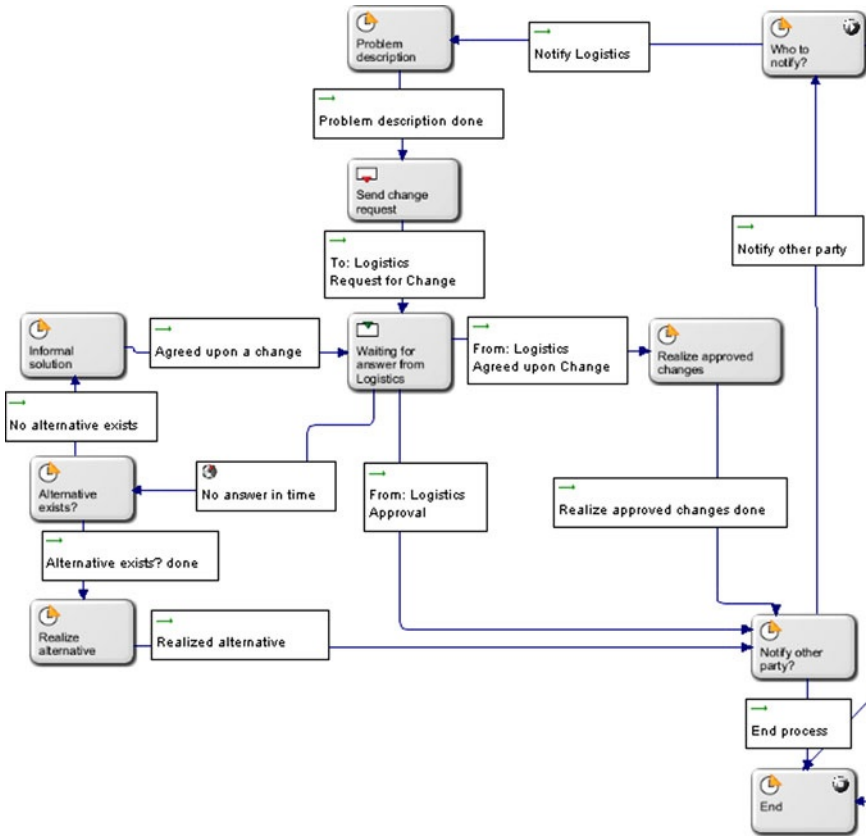 Problem
description
Notify Logistics
Who to
notify?
Problem description done
Send change
request
Notify other party
To: Logistics
Request for Change
Informal
solution
Agreed upon a change
Waiting for
answer from
Logistics
From: Logistics
Agreed upon Change
Realize approved
changes
No alternative exists
Alternative
exists?
No answer in time
From: Logistics
Approval
Realize approved changes done
Alternative exists? done
Realize
alternative
Realized alternative
Notify other
party?
End process
End